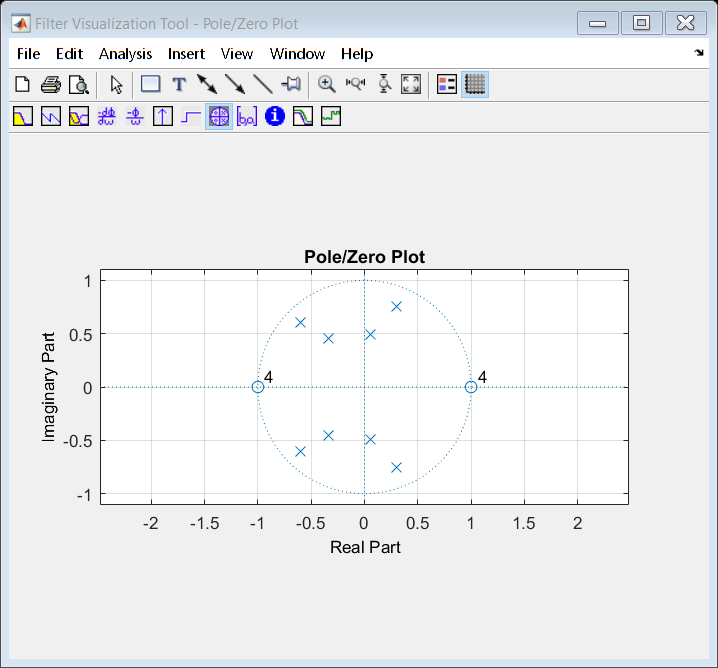 Filter Visualization Tool - Pole/Zero Plot
File Edit Analysis Insert View Window Help
Pole/Zero Plot
Imaginary Part
1
0.5
0
-0.5
-1
4
4
-2 -1.5 -1 -0.5 0 0.5 1 1.5 2
Real Part